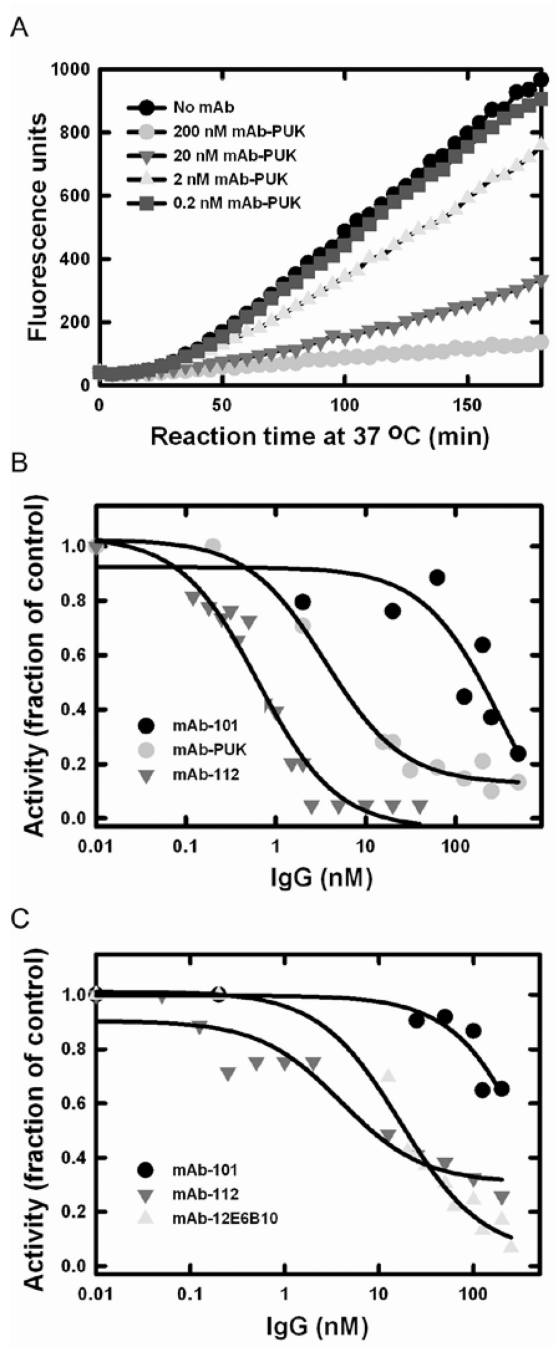 A
Fluorescence units
1000
800
600
400
200
0
No mAb
200 nM mAb-PUK
20 nM mAb-PUK
2 nM mAb-PUK
0.2 nM mAb-PUK
0
50
100
150
Reaction time at 37 ºC (min)
B
Activity (fraction of control)
1.0
0.8
0.6
0.4
0.2
0.0
mAb-101
mAb-PUK
mAb-112
0.01
0.1
1
10
100
IgG (nM)
C
Activity (fraction of control)
1.0
0.8
0.6
0.4
0.2
0.0
mAb-101
mAb-112
mAb-12E6B10
0.01
0.1
1
10
100
IgG (nM)